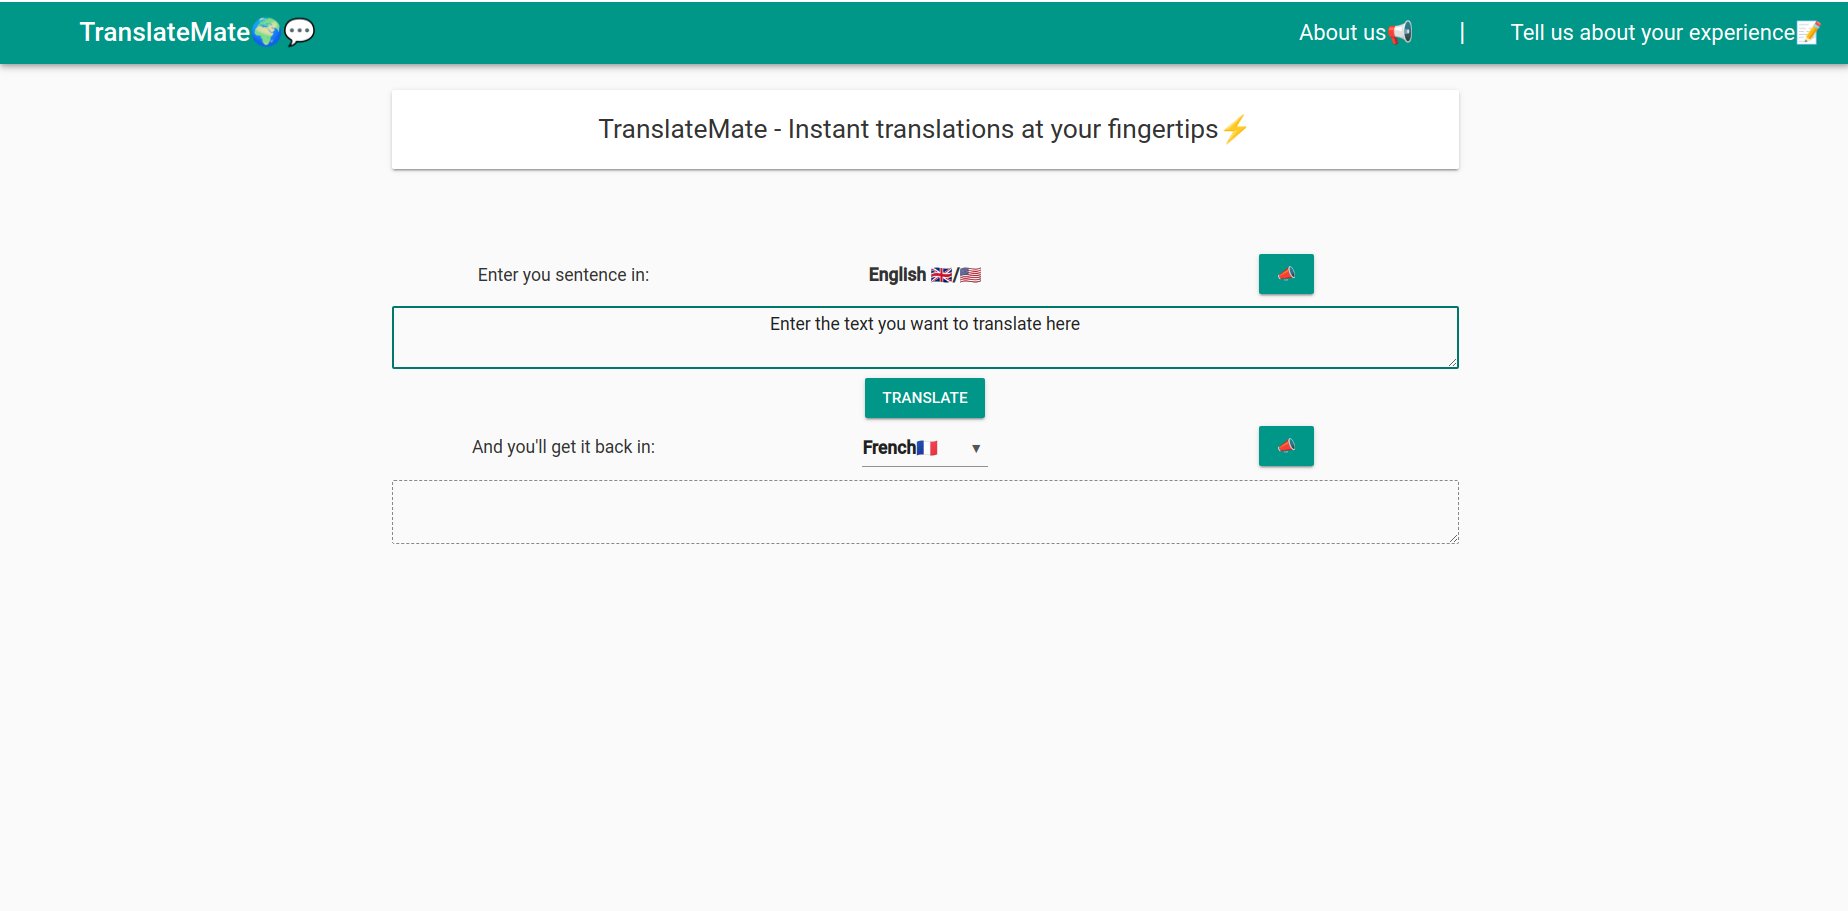 TranslateMate🌍💬
About us📢 | Tell us about your experience📝
TranslateMate - Instant translations at your fingertips⚡
Enter you sentence in: English 🇬🇧/🇺🇸 📣
Enter the text you want to translate here
TRANSLATE
And you'll get it back in: French🇫🇷 ▼ 📣